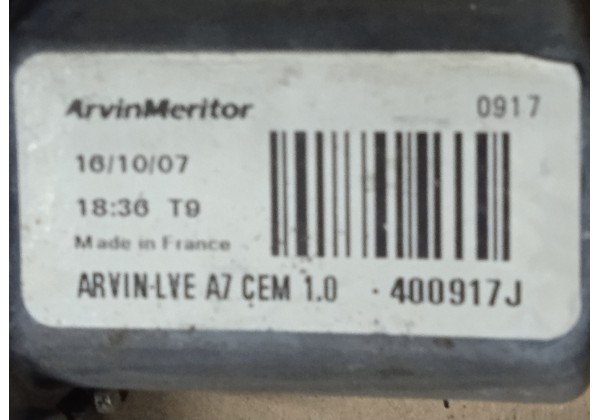 ArvinMeritor 0917
16/10/07
18:36 T9
Made in France
ARVIN-LVE A7 CEM 1.0 - 400917J